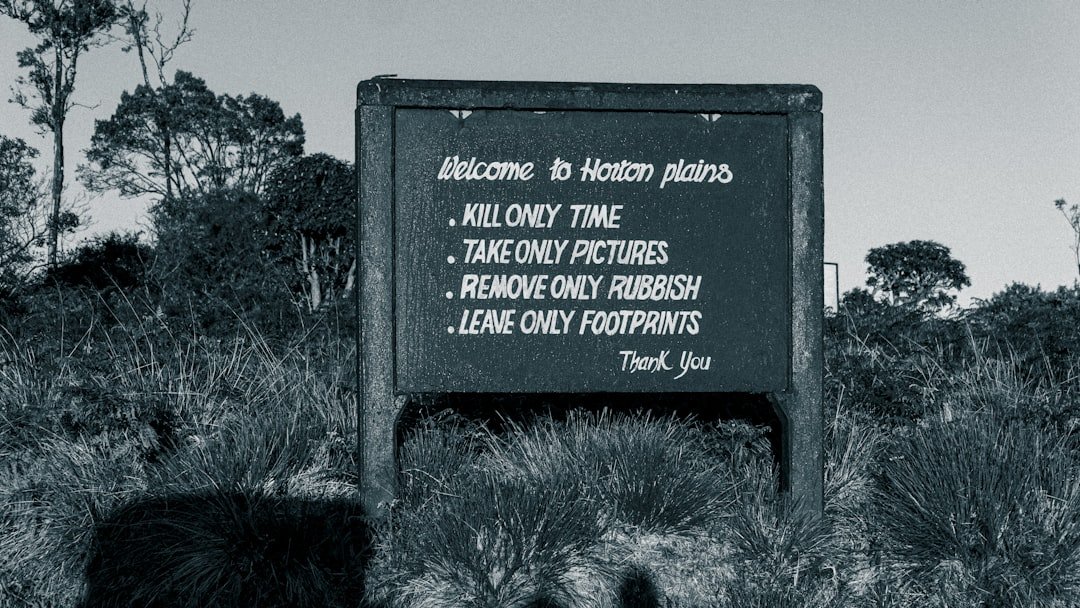 Welcome to Horton plains
. KILL ONLY TIME
. TAKE ONLY PICTURES
. REMOVE ONLY RUBBISH
. LEAVE ONLY FOOTPRINTS
Thank You